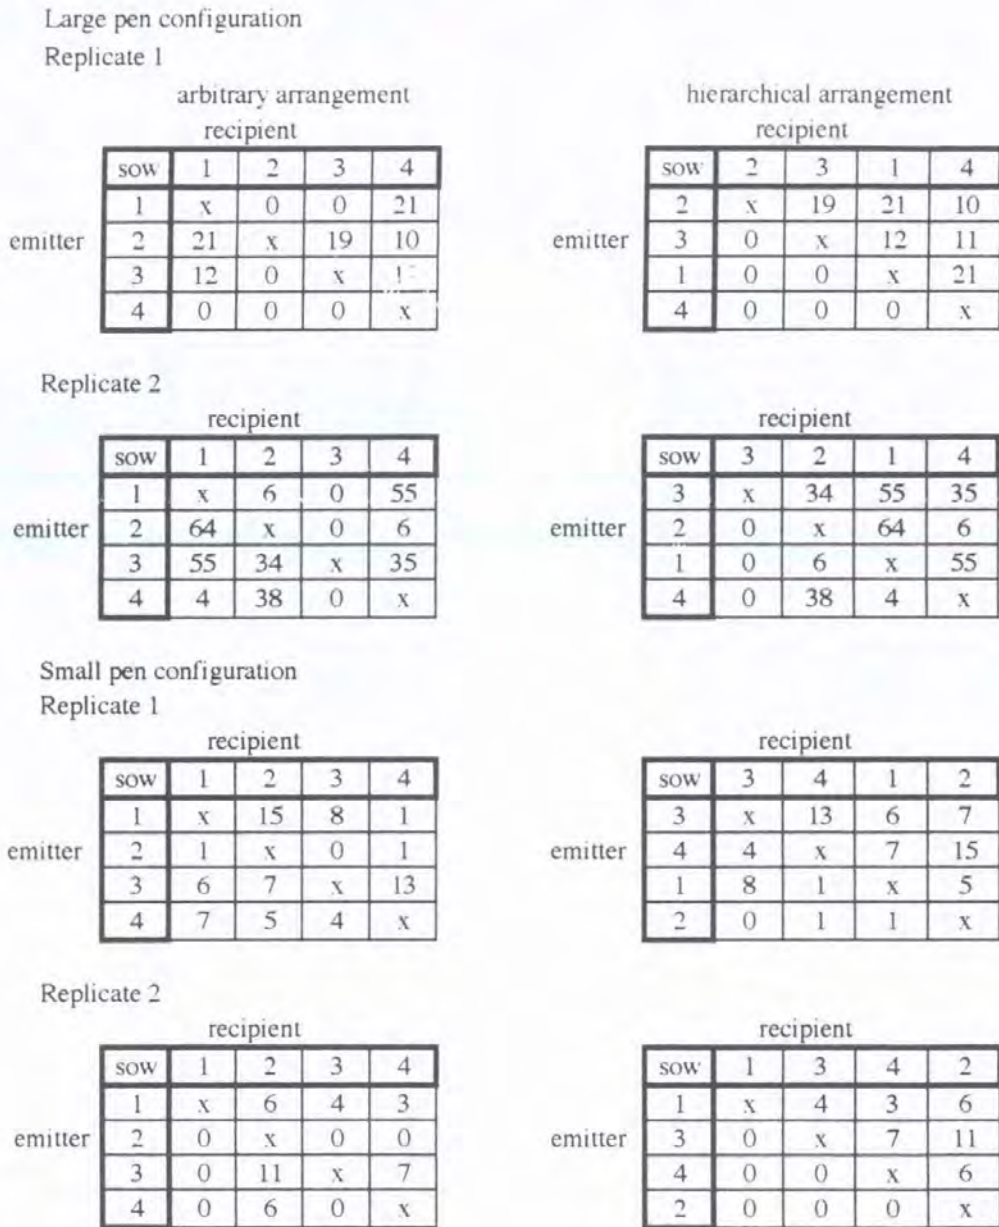 Large pen configuration
Replicate 1
arbitrary arrangement hierarchical arrangement
recipient recipient
sow 1 2 3 4 sow 2 3 1 4
1 x 0 0 21 2 x 19 21 10
emitter 2 21 x 19 10 emitter 3 0 x 12 11
3 12 0 x 1 0 0 x 21
4 0 0 0 x 4 0 0 0 x
Replicate 2
recipient recipient
sow 1 2 3 4 sow 3 2 1 4
1 x 6 0 55 3 x 34 55 35
emitter 2 64 x 0 6 emitter 2 0 x 64 6
3 55 34 x 35 1 0 6 x 55
4 4 38 0 x 4 0 38 4 x
Small pen configuration
Replicate 1
recipient recipient
sow 1 2 3 4 sow 3 4 1 2
1 x 15 8 1 3 x 13 6 7
emitter 2 1 x 0 1 emitter 4 4 x 7 15
3 6 7 x 13 1 8 1 x 5
4 7 5 4 x 2 0 1 1 x
Replicate 2
recipient recipient
sow 1 2 3 4 sow 1 3 4 2
1 x 6 4 3 1 x 4 3 6
emitter 2 0 x 0 0 emitter 3 0 x 7 11
3 0 11 x 7 4 0 0 x 6
4 0 6 0 x 2 0 0 0 x